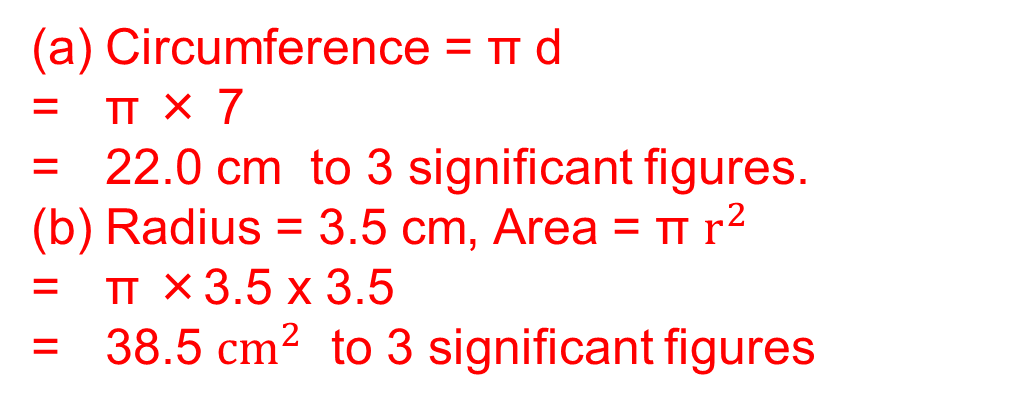 (a) Circumference = π d
= π × 7
= 22.0 cm to 3 significant figures.
(b) Radius = 3.5 cm, Area = π r²
= π × 3.5 x 3.5
= 38.5 cm² to 3 significant figures